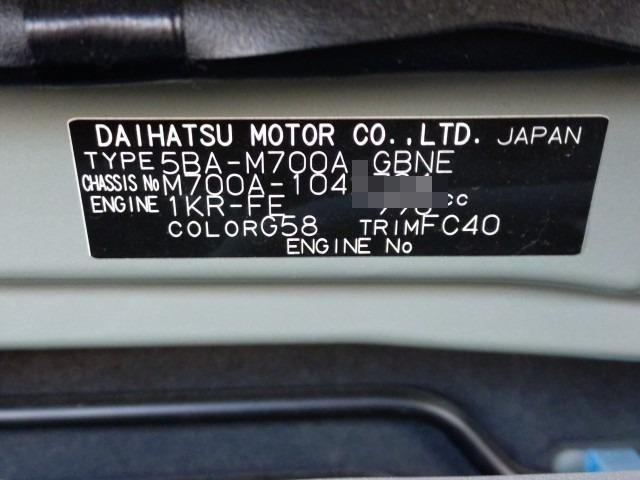 DAIHATSU MOTOR CO.,LTD. JAPAN
TYPE 5BA-M700A-GBNE
CHASSIS No M700A-104
ENGINE 1KR-FE cc
COLOR G58 TRIM FC40
ENGINE No